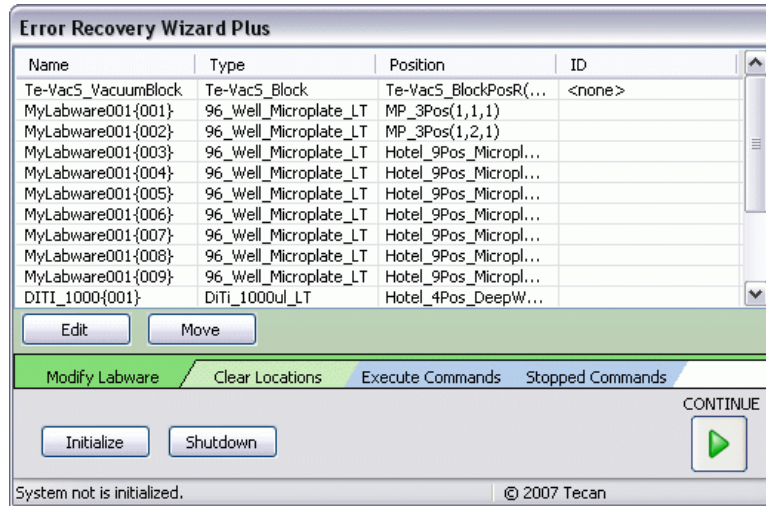 Error Recovery Wizard Plus
Name Type Position ID
Te-VacS_VacuumBlock Te-VacS_Block Te-VacS_BlockPosR(... <none>
MyLabware001{001} 96_Well_Microplate_LT MP_3Pos(1,1,1)
MyLabware001{002} 96_Well_Microplate_LT MP_3Pos(1,2,1)
MyLabware001{003} 96_Well_Microplate_LT Hotel_9Pos_Micropl...
MyLabware001{004} 96_Well_Microplate_LT Hotel_9Pos_Micropl...
MyLabware001{005} 96_Well_Microplate_LT Hotel_9Pos_Micropl...
MyLabware001{006} 96_Well_Microplate_LT Hotel_9Pos_Micropl...
MyLabware001{007} 96_Well_Microplate_LT Hotel_9Pos_Micropl...
MyLabware001{008} 96_Well_Microplate_LT Hotel_9Pos_Micropl...
MyLabware001{009} 96_Well_Microplate_LT Hotel_9Pos_Micropl...
DITI_1000{001} DiTi_1000ul_LT Hotel_4Pos_DeepW...
Edit Move
Modify Labware Clear Locations Execute Commands Stopped Commands
CONTINUE
Initialize Shutdown
System not is initialized. © 2007 Tecan